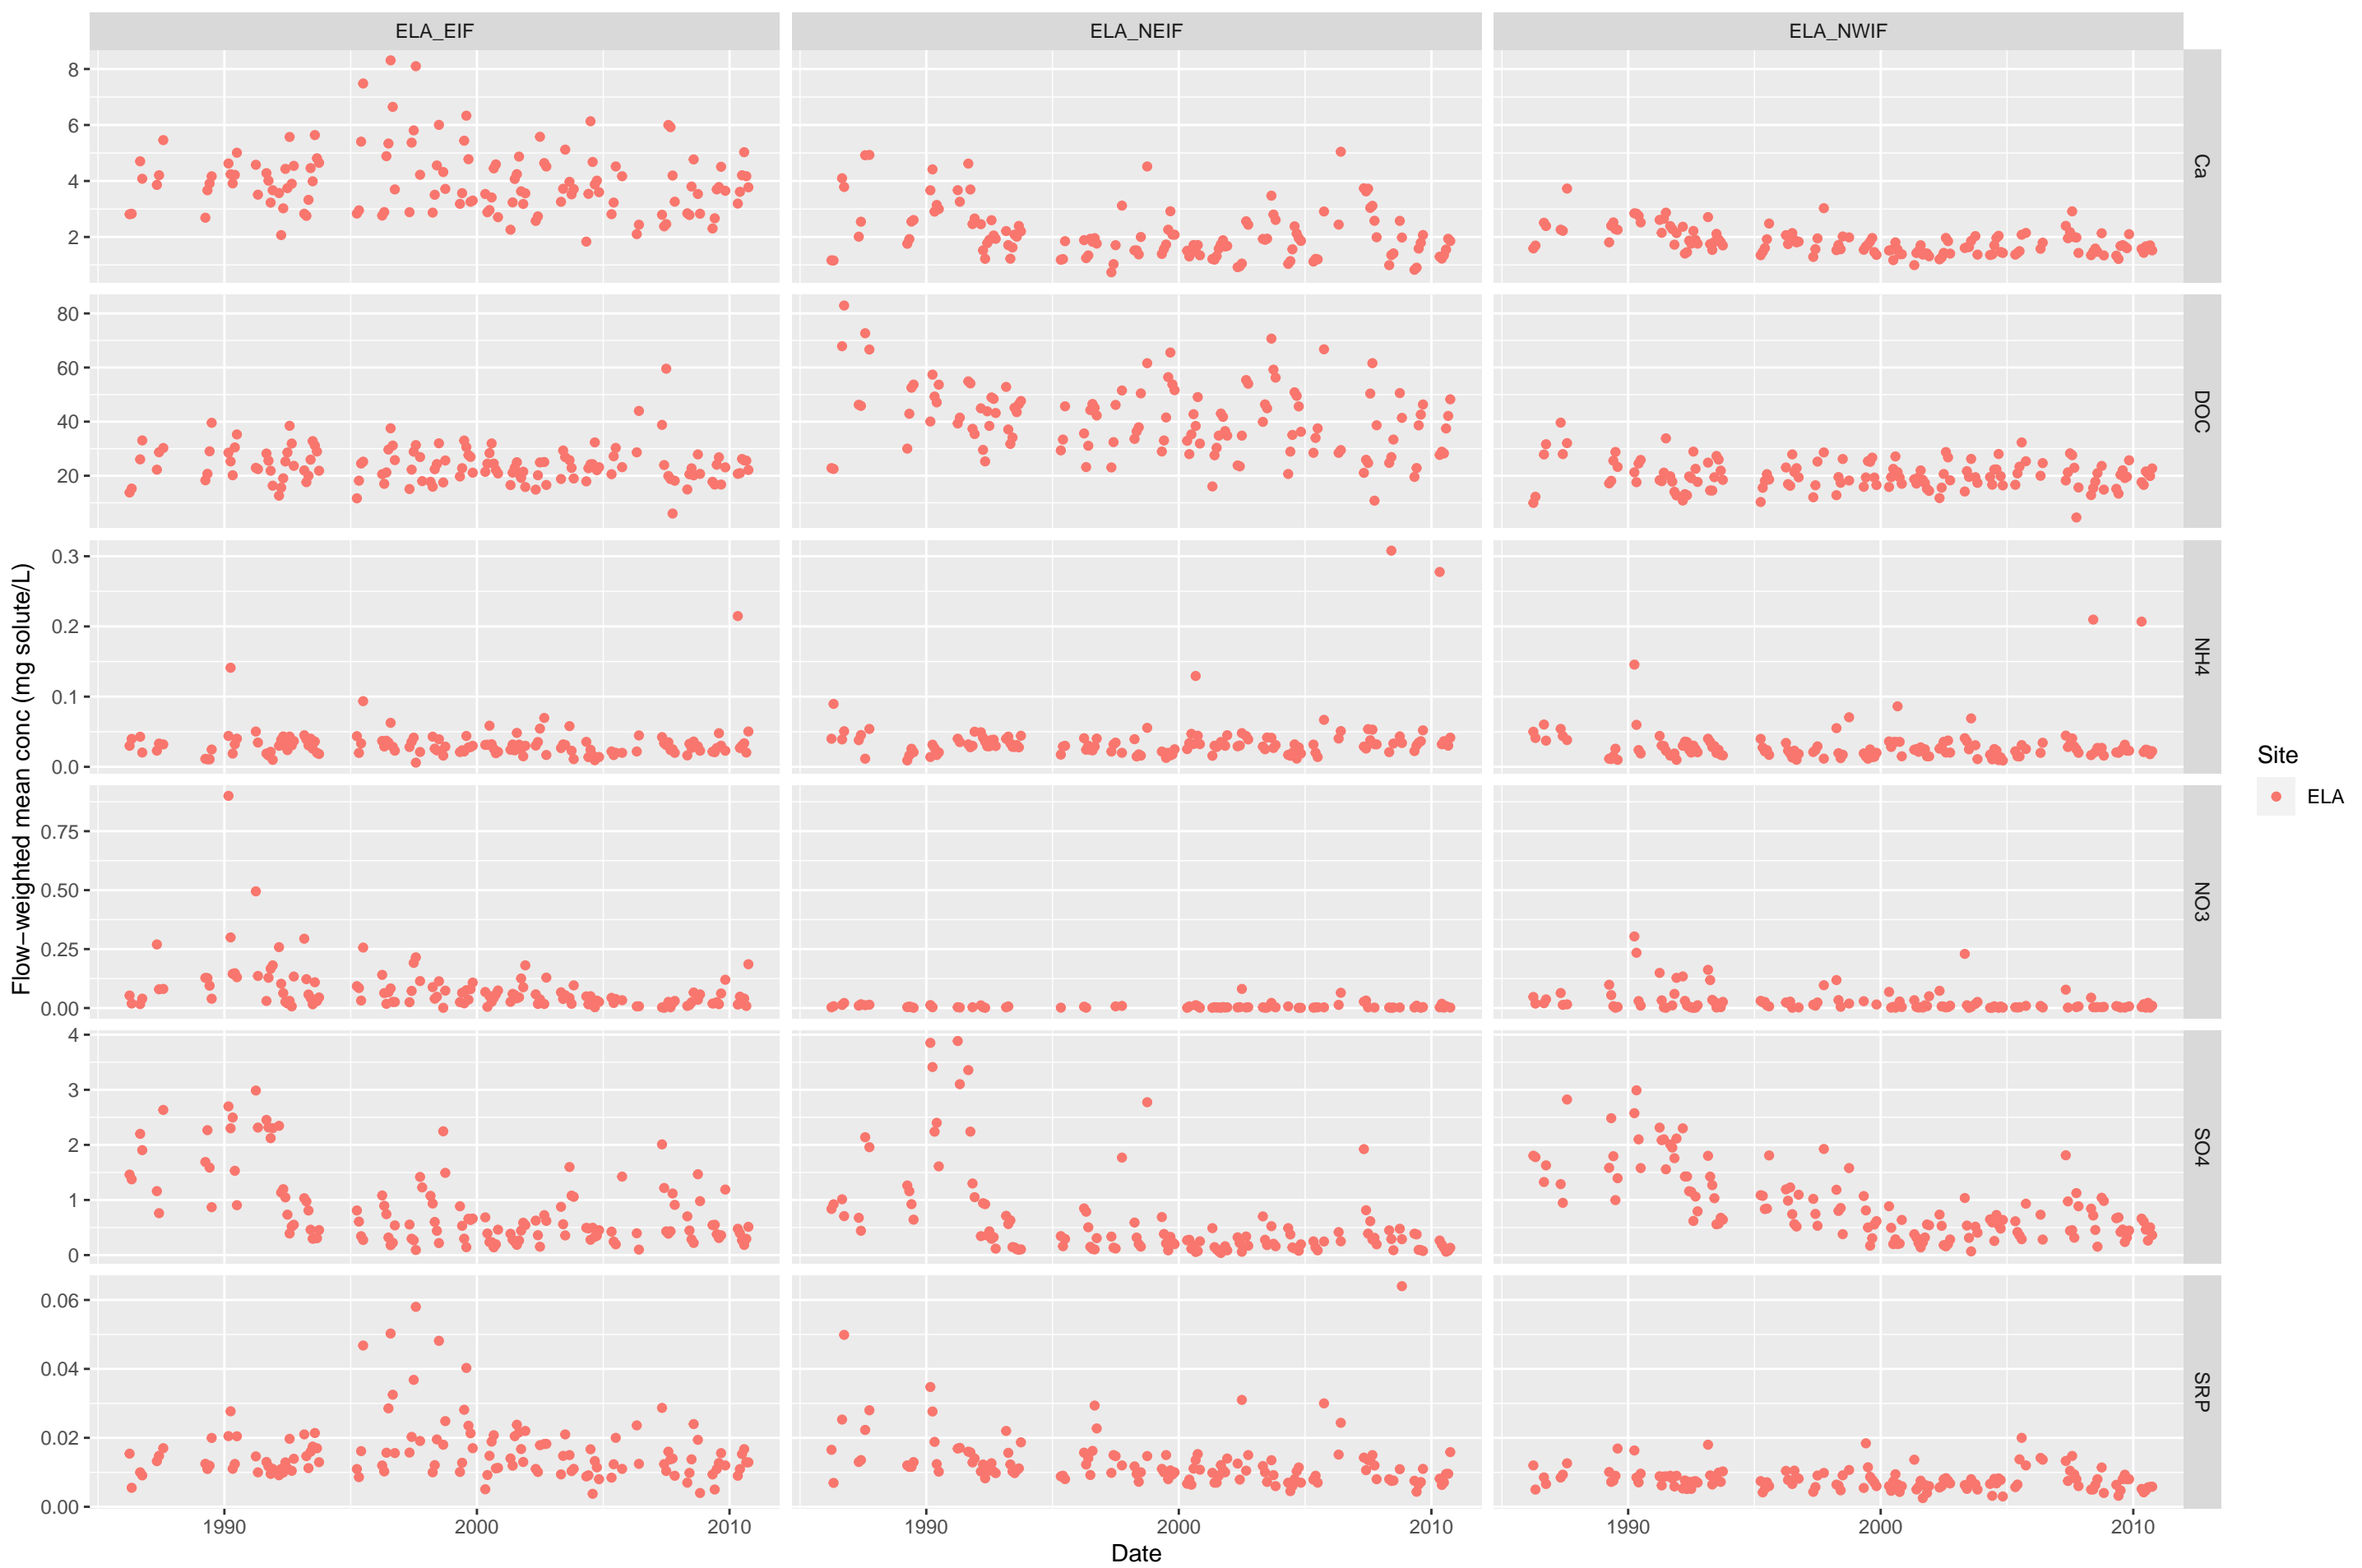 ELA_EIF ELA_NEIF ELA_NWIF
8
6
4
2
Ca
80
60
40
20
DOC
0.3
0.2
0.1
0.0
NH4
0.75
0.50
0.25
0.00
NO3
4
3
2
1
0
SO4
0.06
0.04
0.02
0.00
SRP
1990 2000 2010 1990 2000 2010 1990 2000 2010
Date
Flow−weighted mean conc (mg solute/L)
Site
ELA